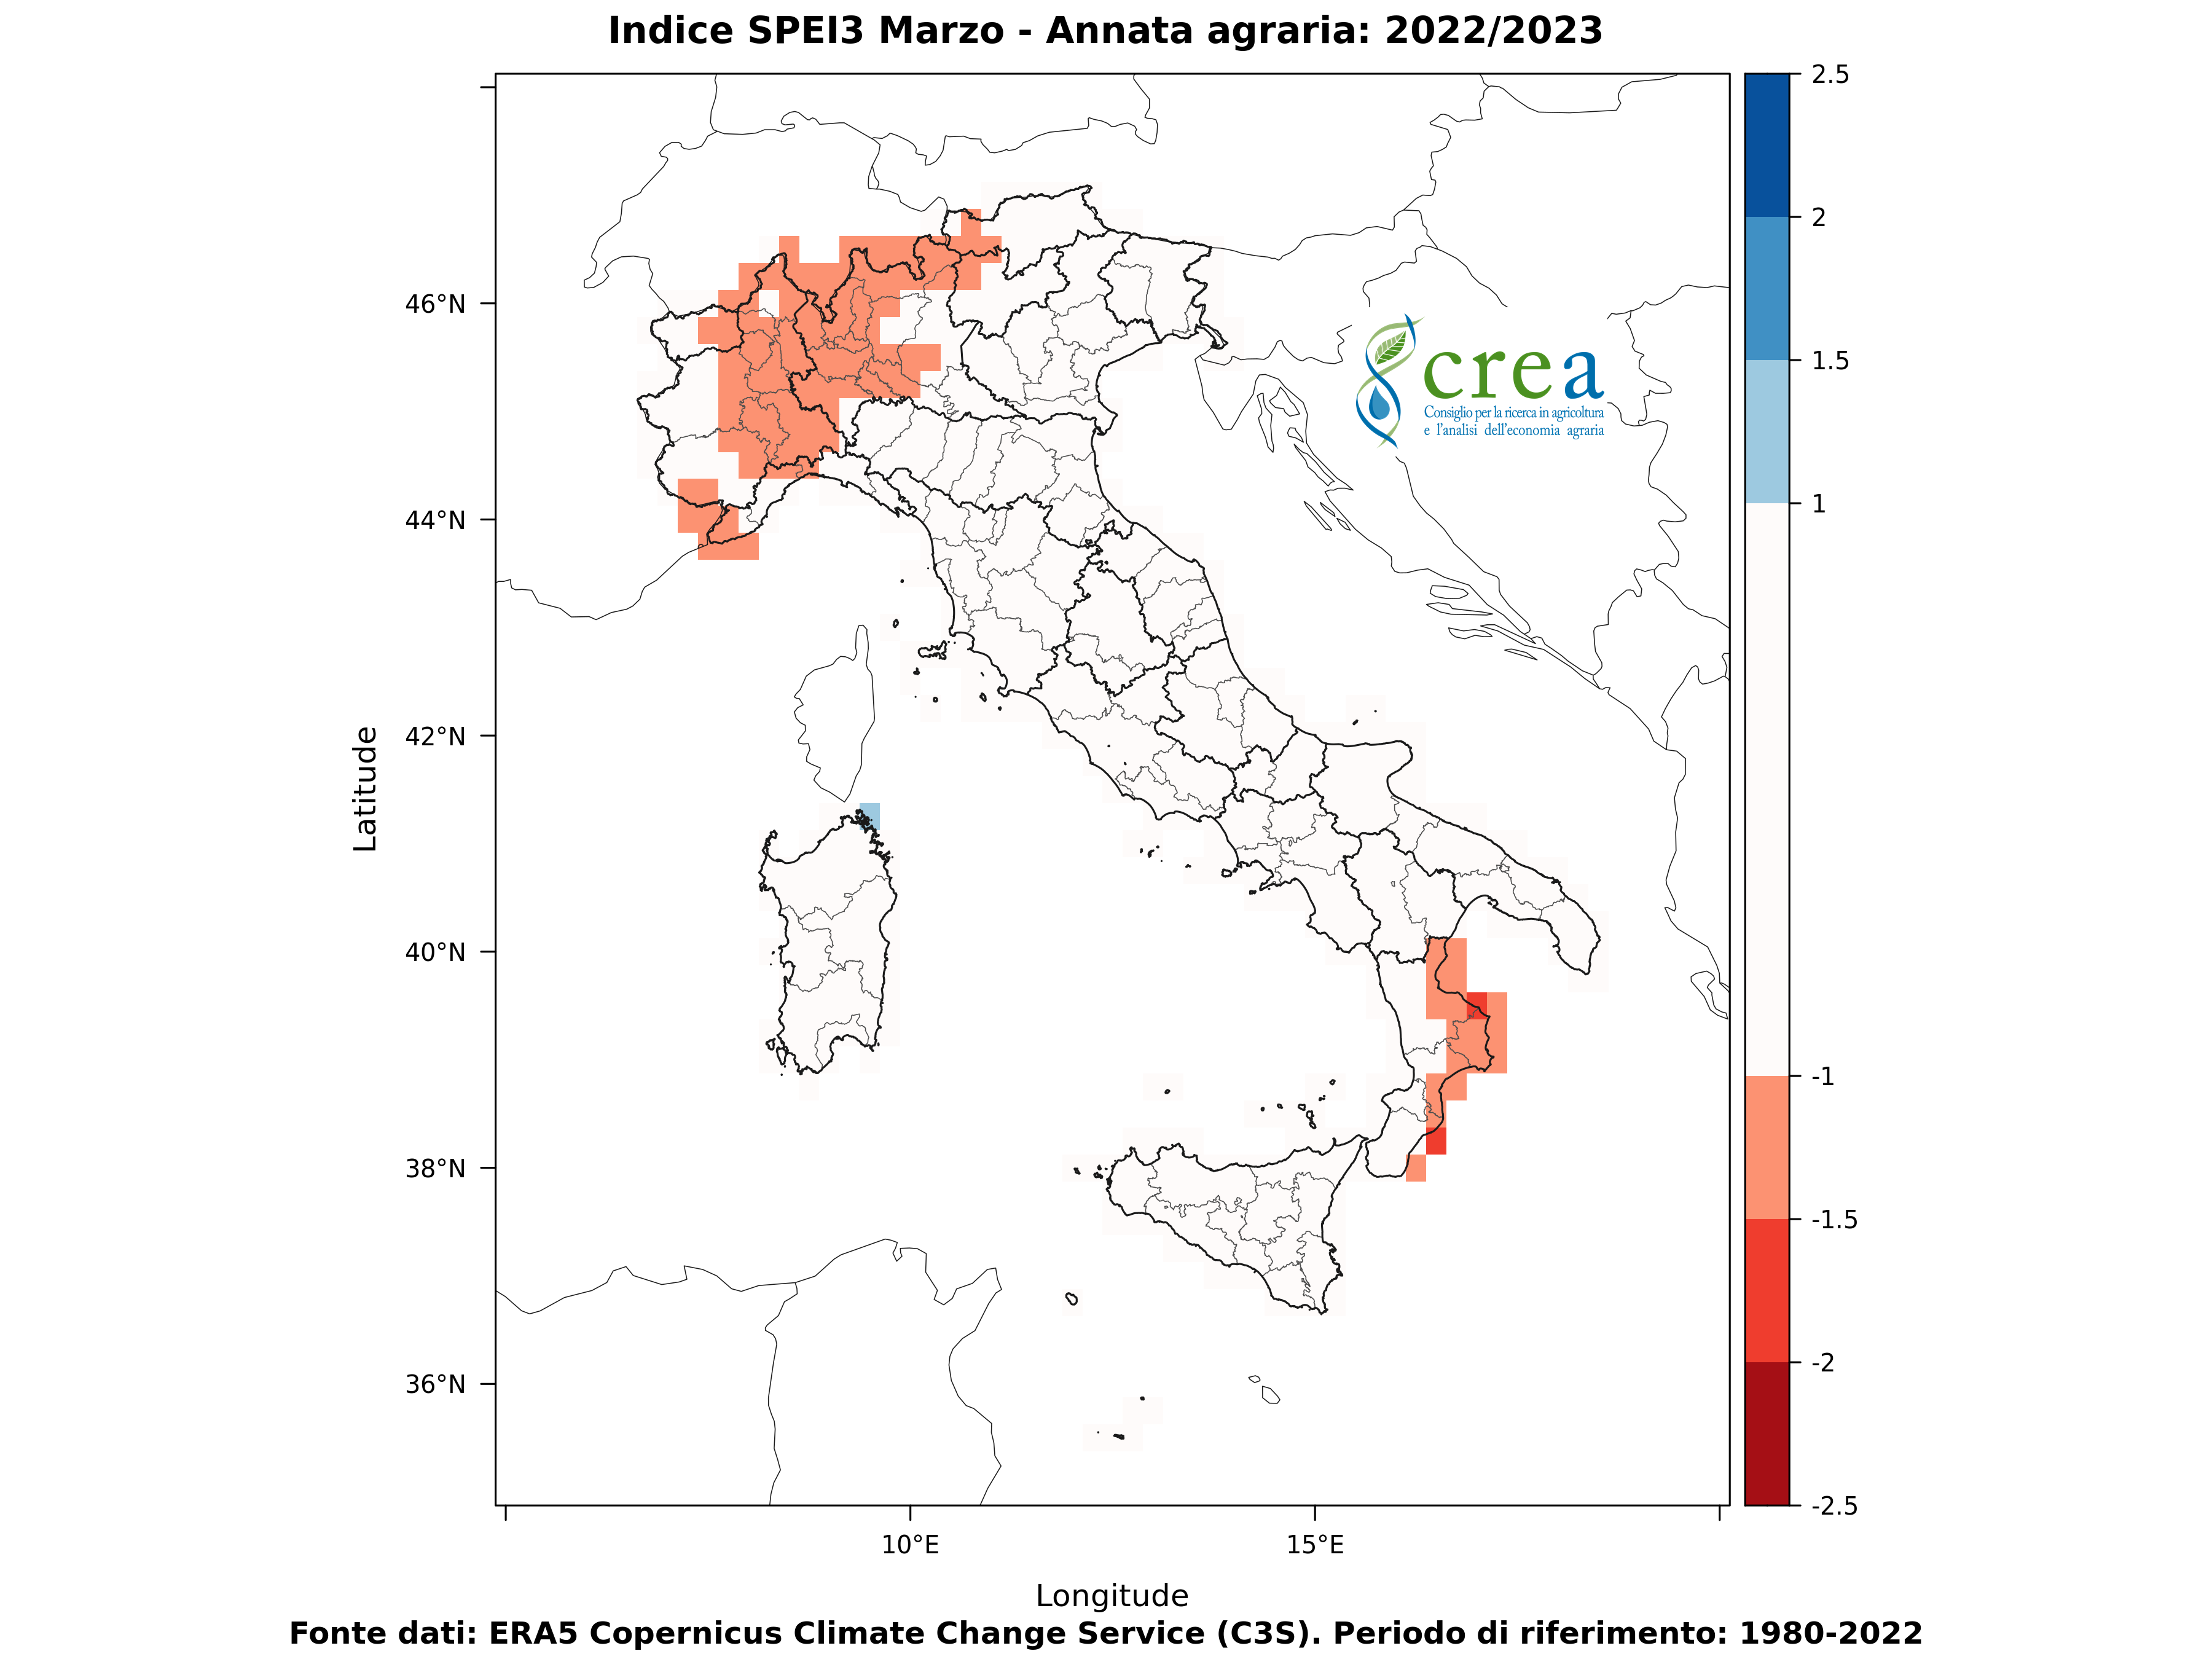 Indice SPEI3 Marzo - Annata agraria: 2022/2023
2.5
2
1.5
1
-1
-1.5
-2
-2.5
46°N
44°N
42°N
40°N
38°N
36°N
Latitude
crea
Consiglio per la ricerca in agricoltura
e l'analisi dell'economia agraria
10°E
15°E
Longitude
Fonte dati: ERA5 Copernicus Climate Change Service (C3S). Periodo di riferimento: 1980-2022